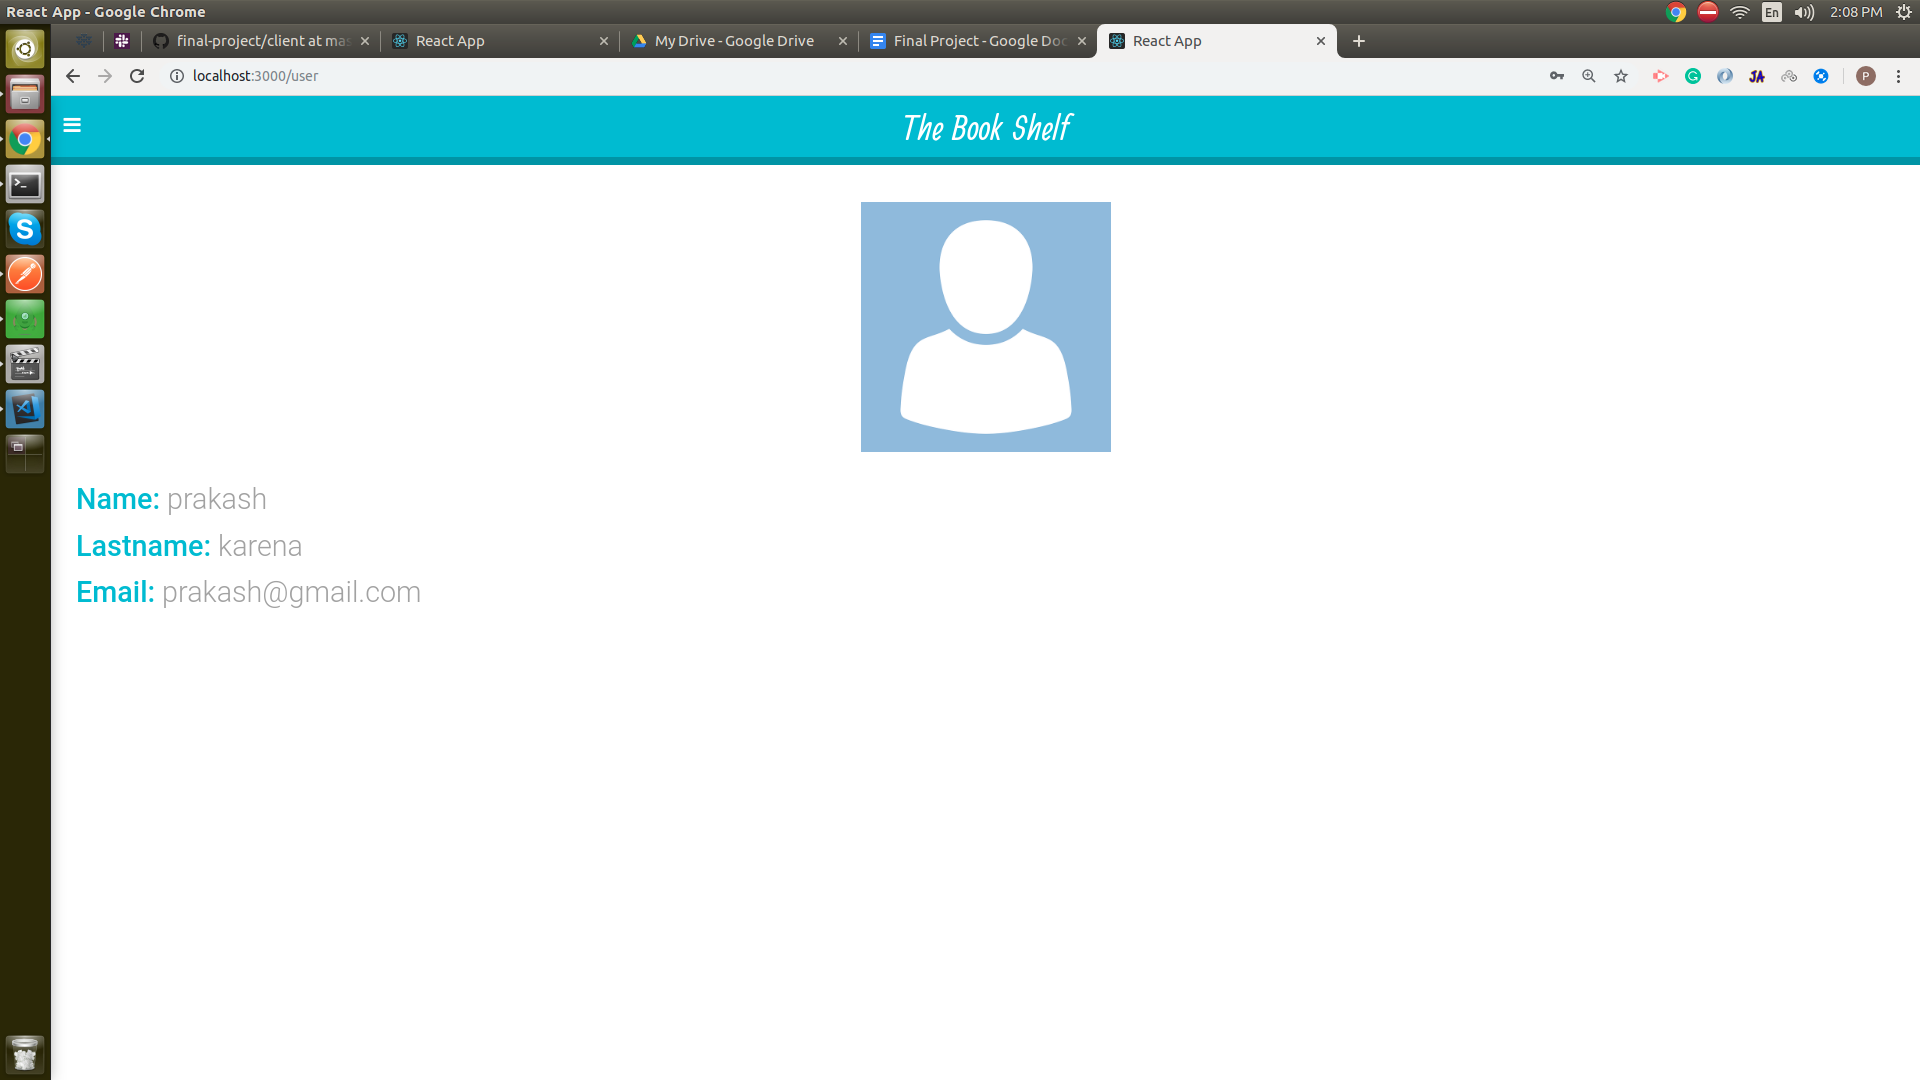 React App - Google Chrome
En
2:08 PM
final-project/client at mas
React App
My Drive - Google Drive
Final Project - Google Doc
React App
localhost:3000/user
JA
P
The Book Shelf
S
Name: prakash
Lastname: karena
Email: prakash@gmail.com